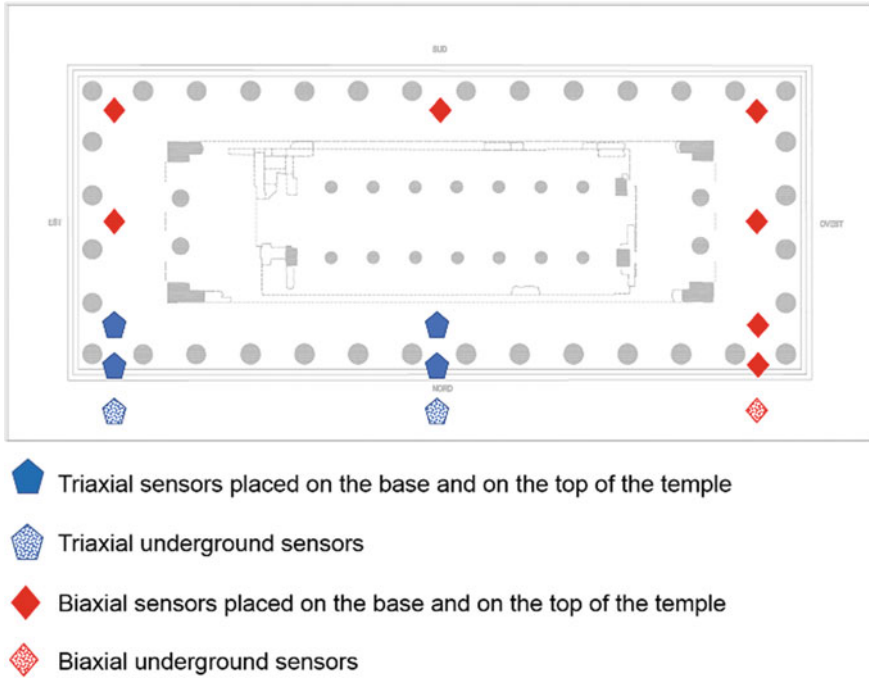 SUD
EST
OVEST
NORD
Triaxial sensors placed on the base and on the top of the temple
Triaxial underground sensors
Biaxial sensors placed on the base and on the top of the temple
Biaxial underground sensors